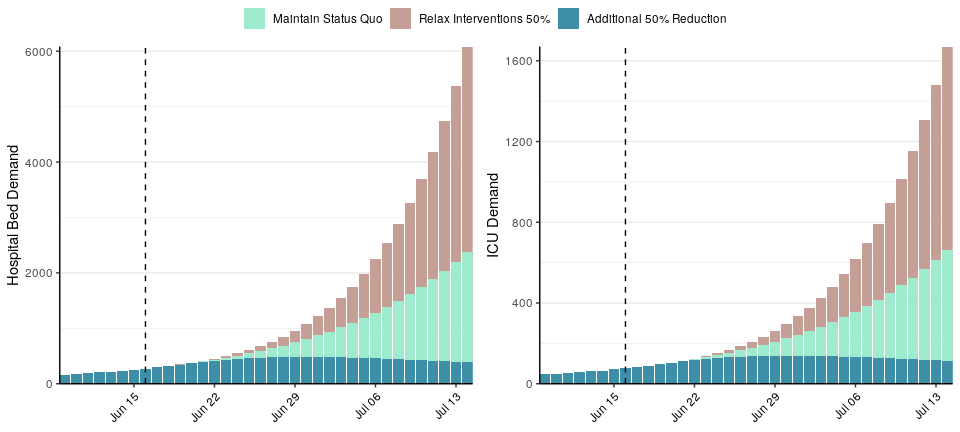 Maintain Status Quo Relax Interventions 50% Additional 50% Reduction
Hospital Bed Demand
6000
4000
2000
0
Jun 15 Jun 22 Jun 29 Jul 06 Jul 13
ICU Demand
1600
1200
800
400
0
Jun 15 Jun 22 Jun 29 Jul 06 Jul 13